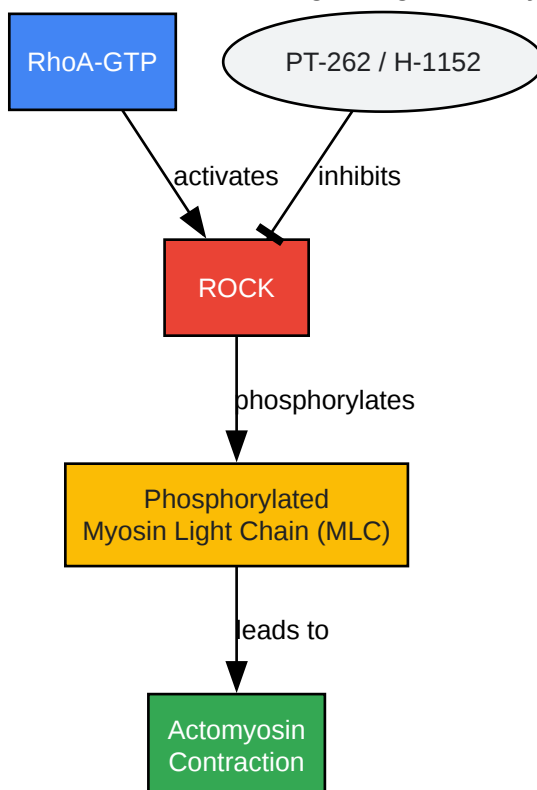 RhoA-GTP
PT-262 / H-1152
activates
inhibits
ROCK
phosphorylates
Phosphorylated
Myosin Light Chain (MLC)
leads to
Actomyosin
Contraction